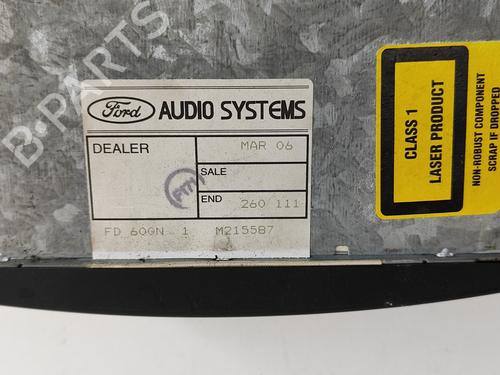 Ford AUDIO SYSTEMS
DEALER
MAR 06
SALE
END 260 111
FD 600N 1 M215587
CLASS 1
LASER PRODUCT
NON-ROBUST COMPONENT
SCRAP IF DROPPED
B-PARTS